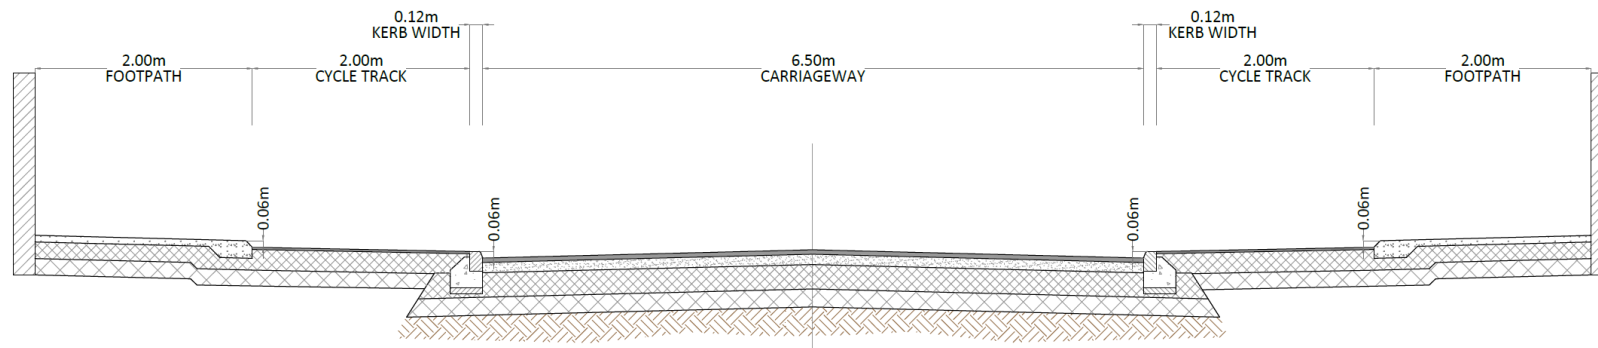 0.12m
KERB WIDTH
0.12m
KERB WIDTH
2.00m
FOOTPATH
2.00m
CYCLE TRACK
6.50m
CARRIAGEWAY
2.00m
CYCLE TRACK
2.00m
FOOTPATH
0.06m
0.06m
0.06m
0.06m